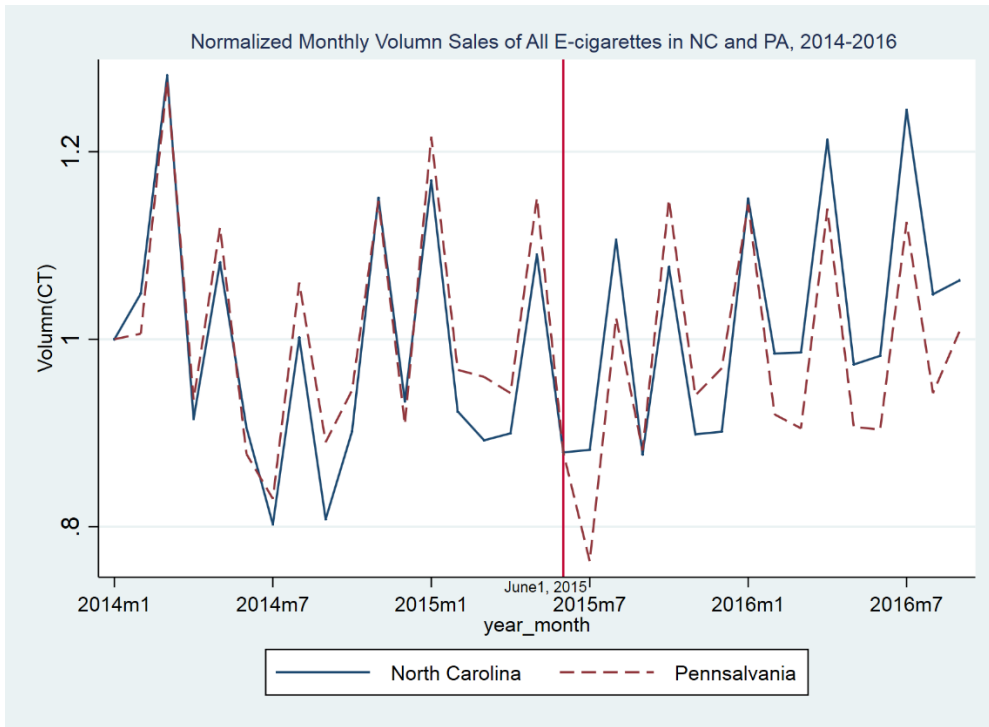 Normalized Monthly Volumn Sales of All E-cigarettes in NC and PA, 2014-2016
Volumn(CT)
1.2
1
.8
June1, 2015
2014m1 2014m7 2015m1 2015m7 2016m1 2016m7
year_month
North Carolina Pennsalvania